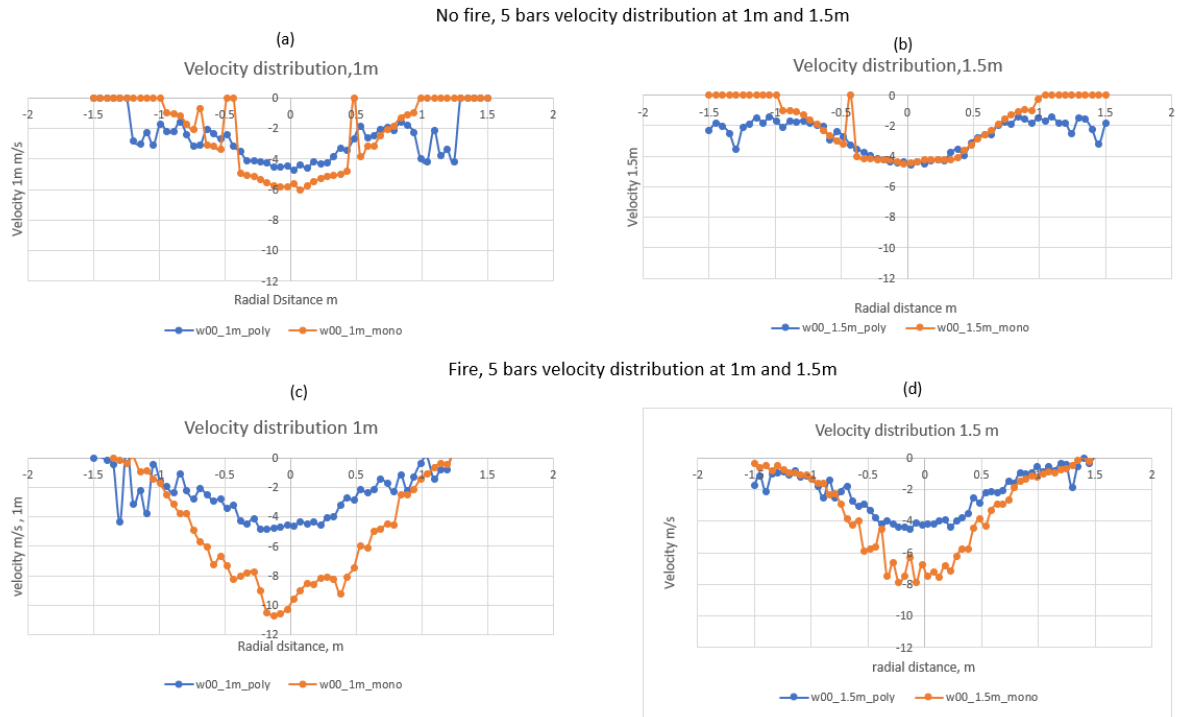 No fire, 5 bars velocity distribution at 1m and 1.5m
(a)
Velocity distribution,1m
-2 -1.5 -1 -0.5 0 0.5 1 1.5 2
0
-2
-4
-6
-8
-10
-12
Velocity 1m m/s
Radial Dsitance m
w00_1m_poly w00_1m_mono
(b)
Velocity distribution,1.5m
-2 -1.5 -1 -0.5 0 0.5 1 1.5 2
0
-2
-4
-6
-8
-10
-12
Velocity 1.5m
Radial distance m
w00_1.5m_poly w00_1.5m_mono
Fire, 5 bars velocity distribution at 1m and 1.5m
(c)
Velocity distribution 1m
-2 -1.5 -1 -0.5 0 0.5 1 1.5 2
0
-2
-4
-6
-8
-10
-12
velocity m/s , 1m
Radial dsitance, m
w00_1m_poly w00_1m_mono
(d)
Velocity distribution 1.5 m
-2 -1.5 -1 -0.5 0 0.5 1 1.5 2
0
-2
-4
-6
-8
-10
-12
Velocity m/s
radial distance, m
w00_1.5m_poly w00_1.5m_mono